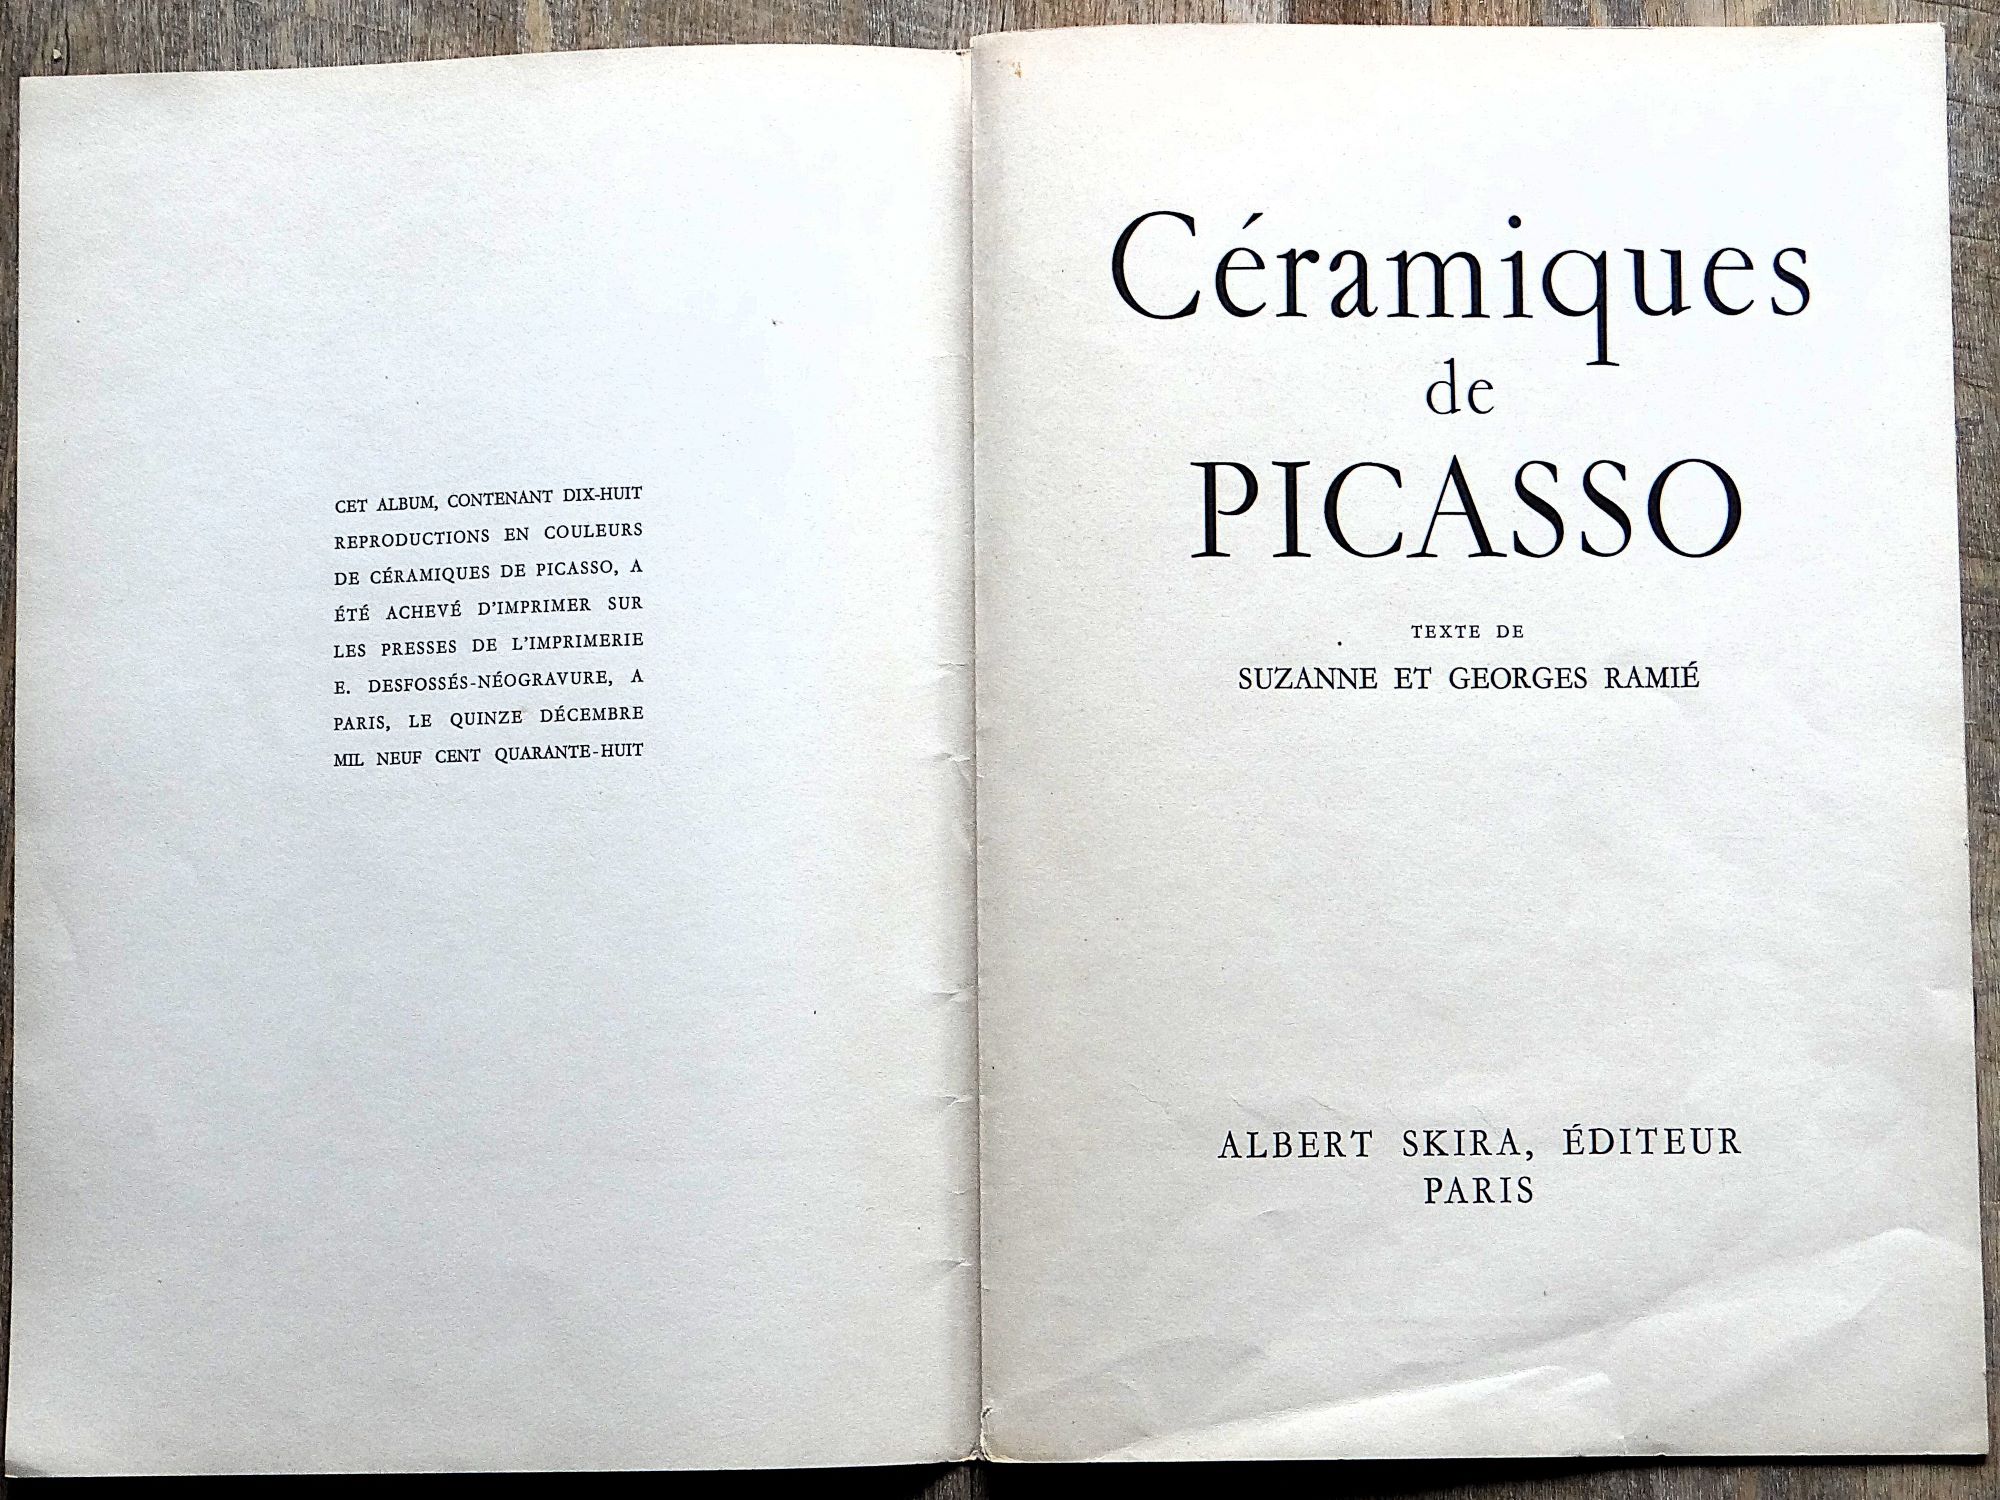 CET ALBUM, CONTENANT DIX-HUIT
REPRODUCTIONS EN COULEURS
DE CÉRAMIQUES DE PICASSO, A
ÉTÉ ACHEVÉ D'IMPRIMER SUR
LES PRESSES DE L'IMPRIMERIE
E. DESFOSSÉS-NÉOGRAVURE, A
PARIS, LE QUINZE DÉCEMBRE
MIL NEUF CENT QUARANTE-HUIT
Céramiques
de
PICASSO
TEXTE DE
SUZANNE ET GEORGES RAMIÉ
ALBERT SKIRA, ÉDITEUR
PARIS